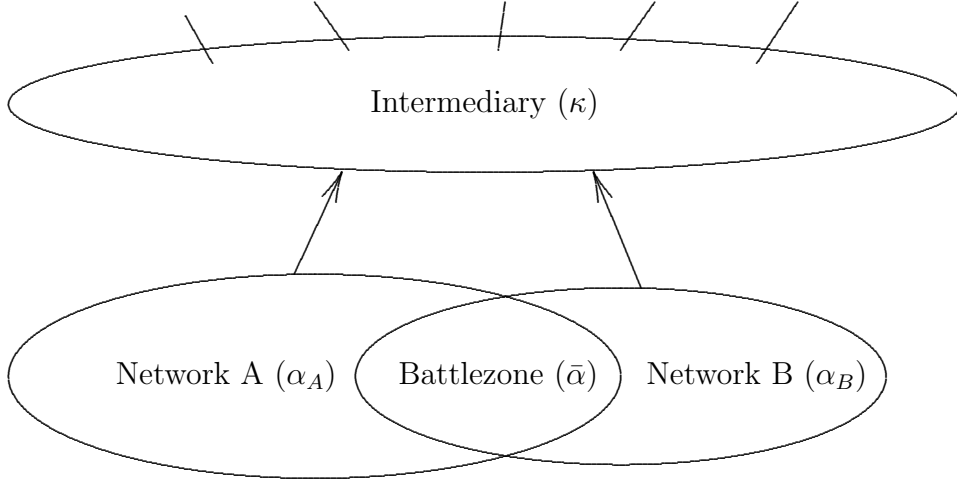 Intermediary (κ)
Network A (α_A) Battlezone (ᾱ) Network B (α_B)